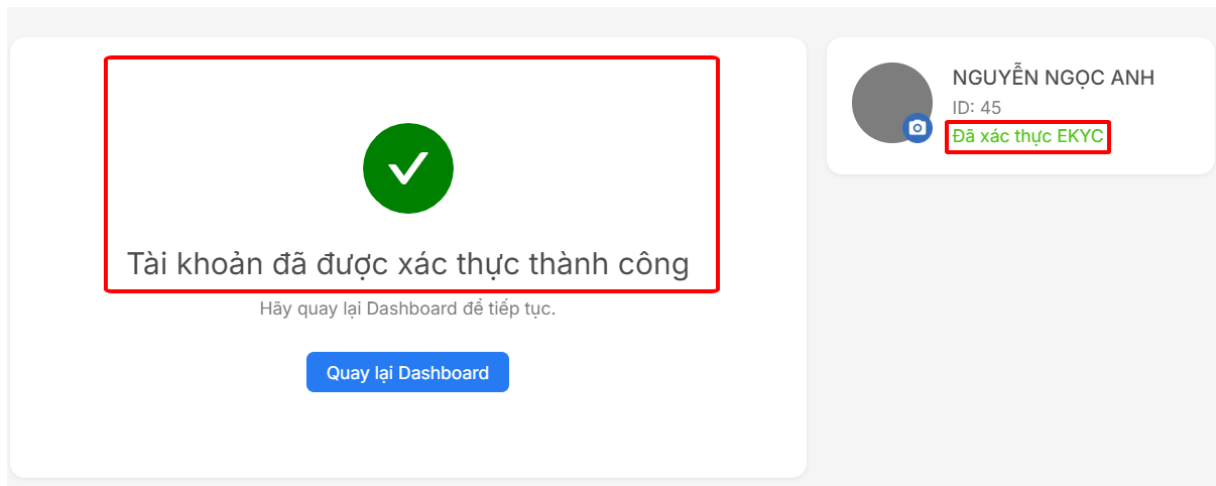 Tài khoản đã được xác thực thành công
Hãy quay lại Dashboard để tiếp tục.
Quay lại Dashboard
NGUYỄN NGỌC ANH
ID: 45
Đã xác thực EKYC